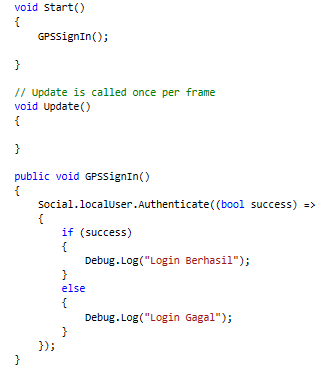 void Start()
{
GPSSignIn();
}
// Update is called once per frame
void Update()
{
}
public void GPSSignIn()
{
Social.localUser.Authenticate((bool success) =>
{
if (success)
{
Debug.Log("Login Berhasil");
}
else
{
Debug.Log("Login Gagal");
}
});
}